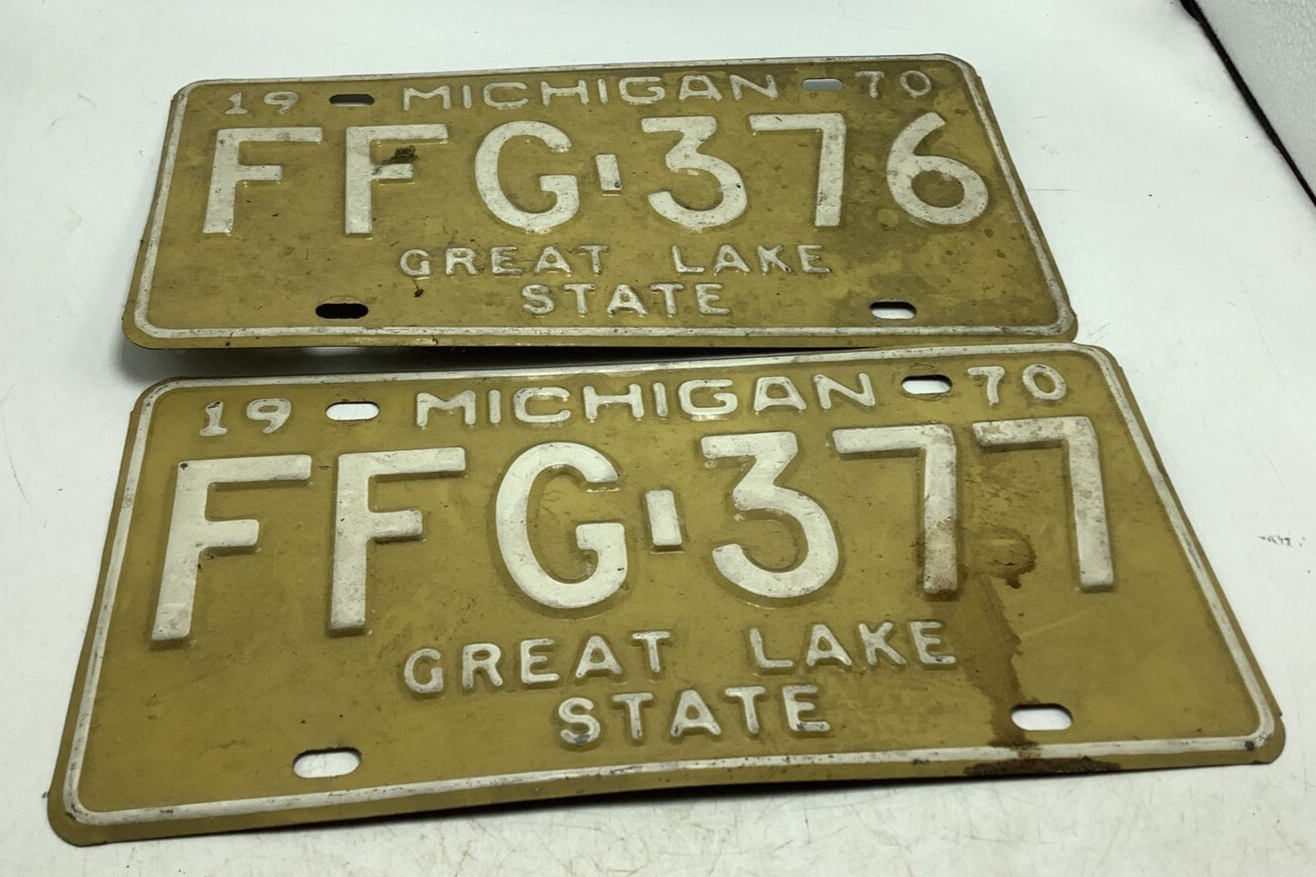 19 MICHIGAN 70
FFG-376
GREAT LAKE
STATE
19 MICHIGAN 70
FFG-377
GREAT LAKE
STATE